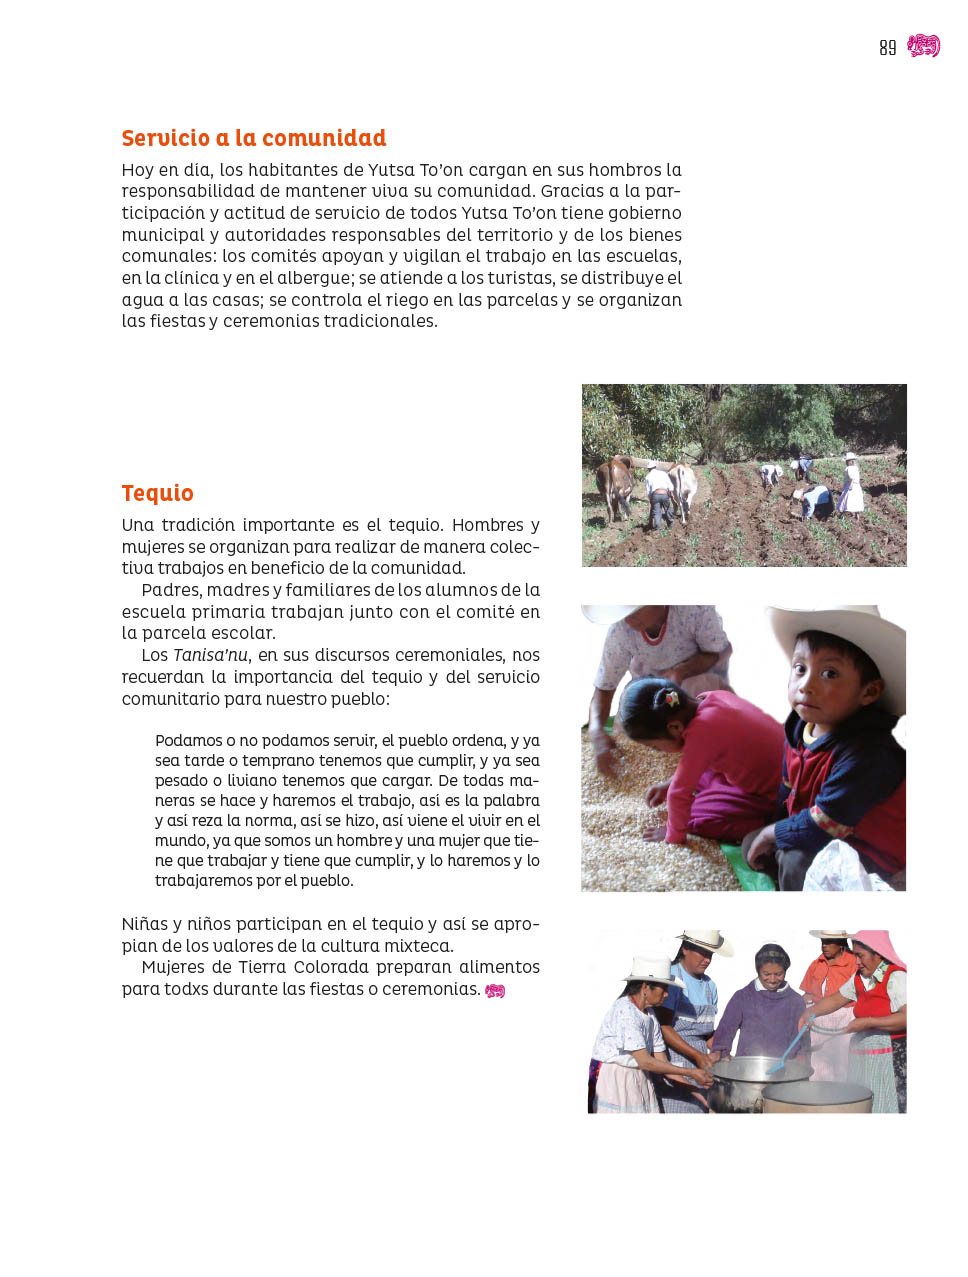 89
Servicio a la comunidad
Hoy en día, los habitantes de Yutsa To’on cargan en sus hombros la
responsabilidad de mantener viva su comunidad. Gracias a la par-
ticipación y actitud de servicio de todos Yutsa To’on tiene gobierno
municipal y autoridades responsables del territorio y de los bienes
comunales: los comités apoyan y vigilan el trabajo en las escuelas,
en la clínica y en el albergue; se atiende a los turistas, se distribuye el
agua a las casas; se controla el riego en las parcelas y se organizan
las fiestas y ceremonias tradicionales.
Tequio
Una tradición importante es el tequio. Hombres y
mujeres se organizan para realizar de manera colec-
tiva trabajos en beneficio de la comunidad.
Padres, madres y familiares de los alumnos de la
escuela primaria trabajan junto con el comité en
la parcela escolar.
Los Tanisa’nu, en sus discursos ceremoniales, nos
recuerdan la importancia del tequio y del servicio
comunitario para nuestro pueblo:
Podamos o no podamos servir, el pueblo ordena, y ya
sea tarde o temprano tenemos que cumplir, y ya sea
pesado o liviano tenemos que cargar. De todas ma-
neras se hace y haremos el trabajo, así es la palabra
y así reza la norma, así se hizo, así viene el vivir en el
mundo, ya que somos un hombre y una mujer que tie-
ne que trabajar y tiene que cumplir, y lo haremos y lo
trabajaremos por el pueblo.
Niñas y niños participan en el tequio y así se apro-
pian de los valores de la cultura mixteca.
Mujeres de Tierra Colorada preparan alimentos
para todxs durante las fiestas o ceremonias.